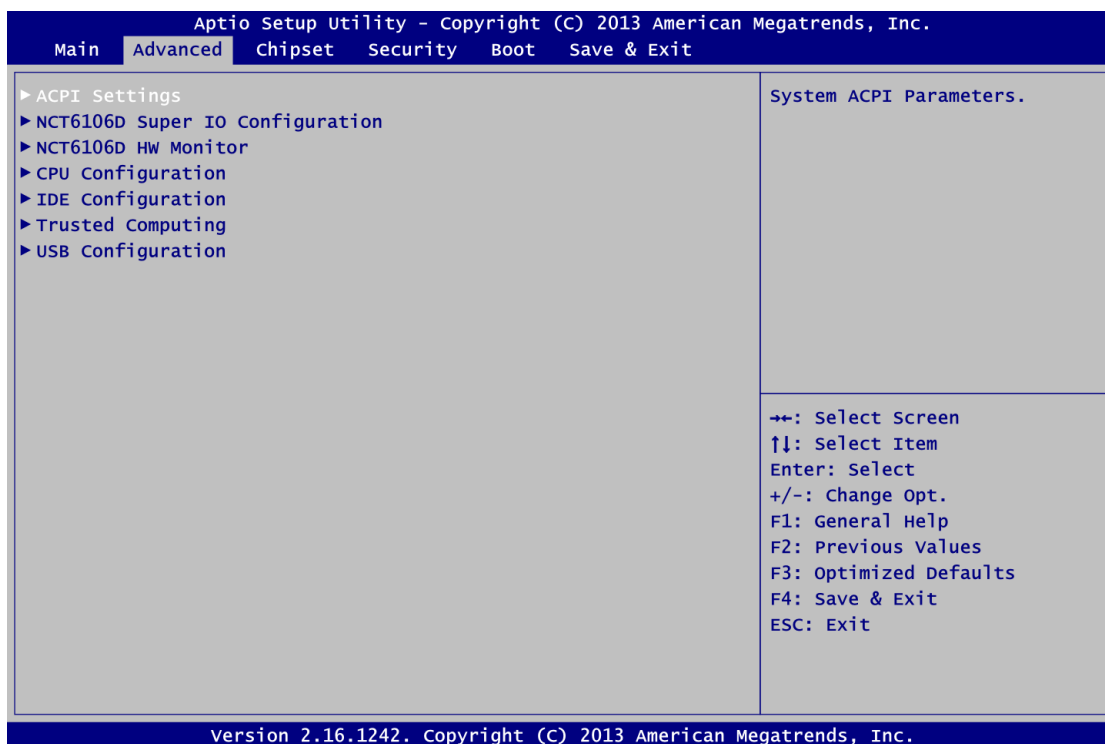 Aptio Setup Utility - Copyright (C) 2013 American Megatrends, Inc.
Main Advanced Chipset Security Boot Save & Exit
►ACPI Settings
►NCT6106D Super IO Configuration
►NCT6106D HW Monitor
►CPU Configuration
►IDE Configuration
►Trusted Computing
►USB Configuration
System ACPI Parameters.
→←: Select Screen
↑↓: Select Item
Enter: Select
+/-: Change Opt.
F1: General Help
F2: Previous Values
F3: Optimized Defaults
F4: Save & Exit
ESC: Exit
Version 2.16.1242. Copyright (C) 2013 American Megatrends, Inc.